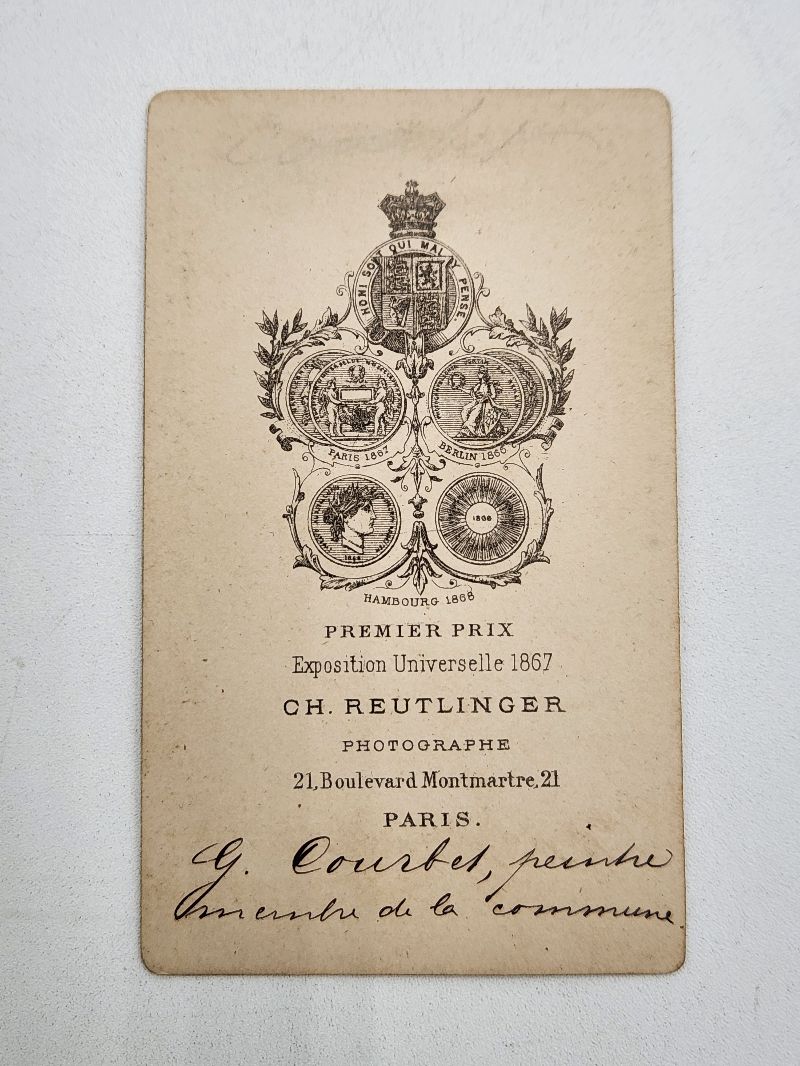 HONI SOIT QUI MAL Y PENSE
PARIS 1867
BERLIN 1865
1868
HAMBOURG 1868
PREMIER PRIX
Exposition Universelle 1867
CH. REUTLINGER
PHOTOGRAPHE
21, Boulevard Montmartre, 21
PARIS.
G. Courbet, peintre
membre de la commune